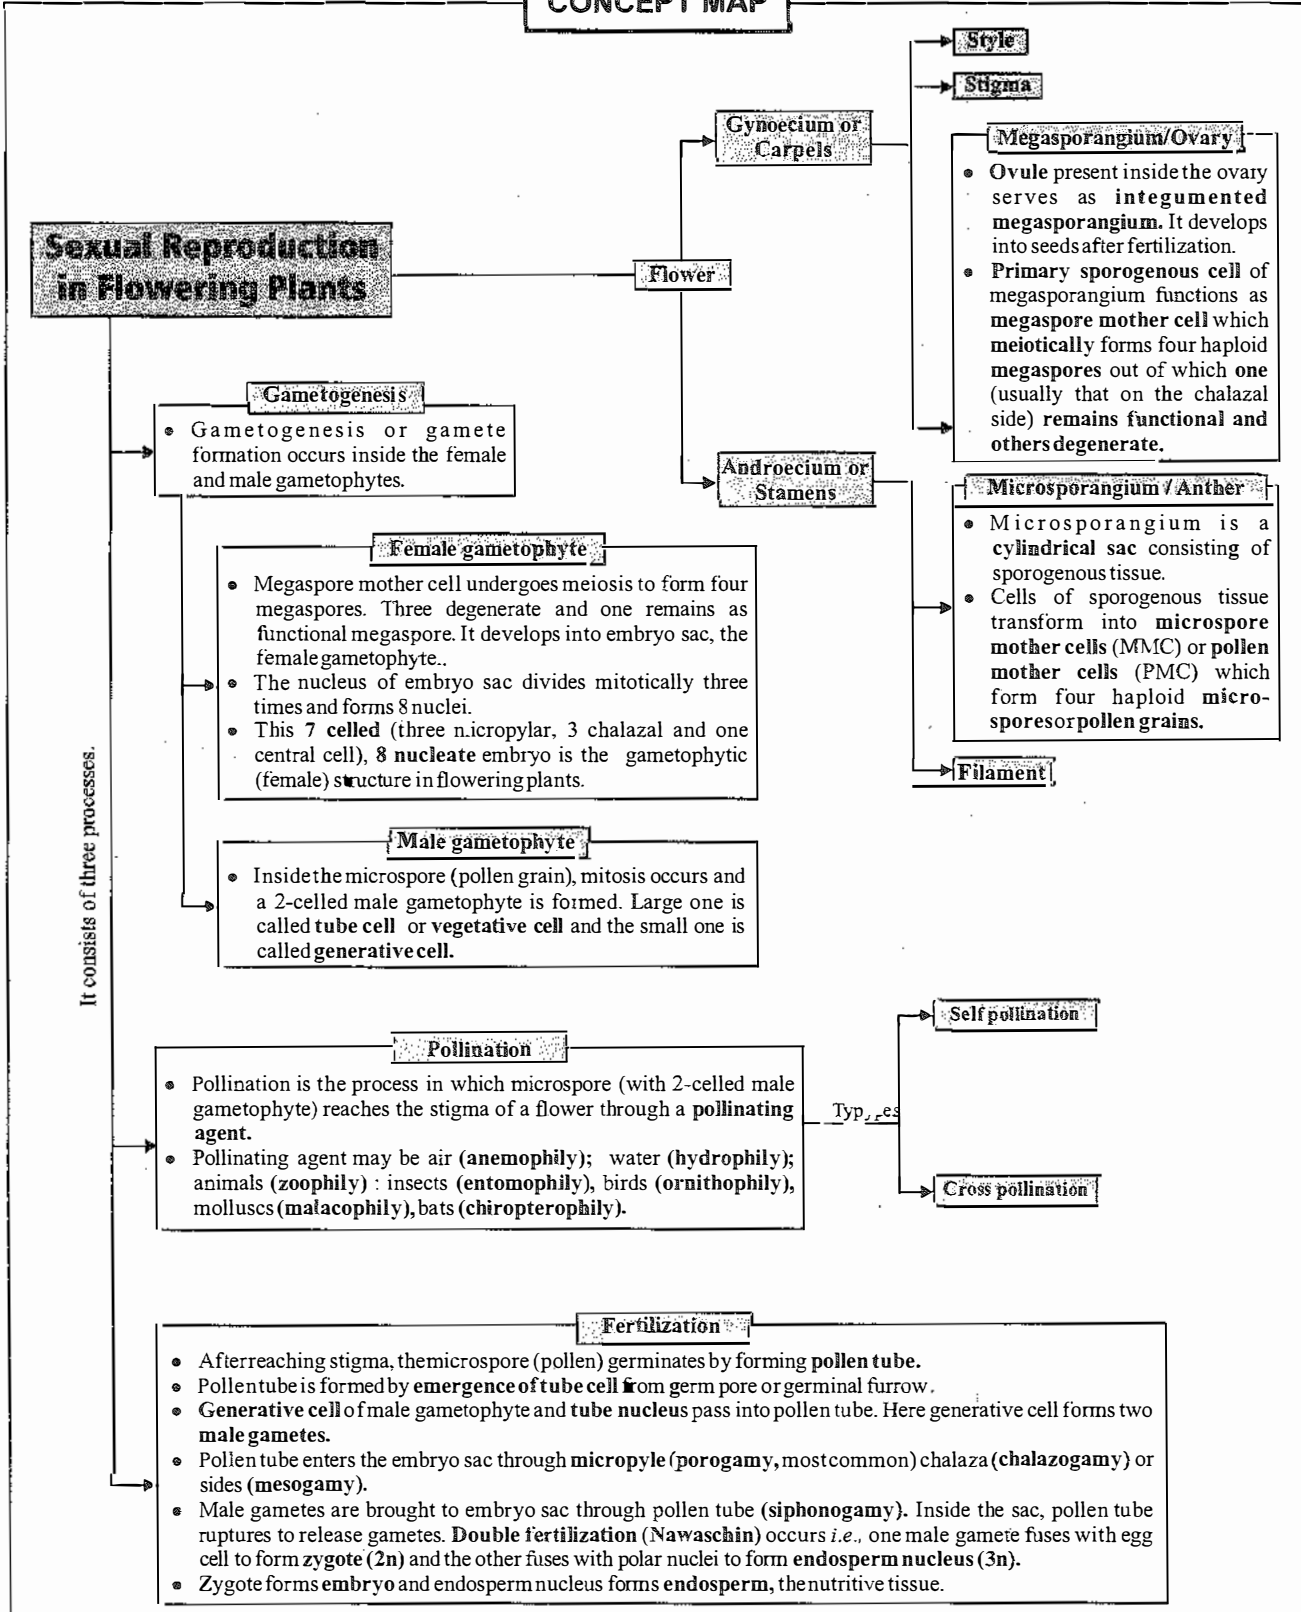 CONCEPT MAP
Style
Stigma
Gynoecium or
Carpels
Megasporangium/Ovary
• Ovule present inside the ovary
serves as integumented
megasporangium. It develops
into seeds after fertilization.
• Primary sporogenous cell of
megasporangium functions as
megaspore mother cell which
meiotically forms four haploid
megaspores out of which one
(usually that on the chalazal
side) remains functional and
others degenerate.
Sexual Reproduction
in Flowering Plants
Flower
Androecium or
Stamens
Microsporangium / Anther
• Microsporangium is a
cylindrical sac consisting of
sporogenous tissue.
• Cells of sporogenous tissue
transform into microspore
mother cells (MMC) or pollen
mother cells (PMC) which
form four haploid micro-
spores or pollen grains.
Filament
It consists of three processes.
Gametogenesis
• Gametogenesis or gamete
formation occurs inside the female
and male gametophytes.
Female gametophyte
• Megaspore mother cell undergoes meiosis to form four
megaspores. Three degenerate and one remains as
functional megaspore. It develops into embryo sac, the
female gametophyte..
• The nucleus of embryo sac divides mitotically three
times and forms 8 nuclei.
• This 7 celled (three n.icropylar, 3 chalazal and one
central cell), 8 nucleate embryo is the gametophytic
(female) structure in flowering plants.
Male gametophyte
• Inside the microspore (pollen grain), mitosis occurs and
a 2-celled male gametophyte is formed. Large one is
called tube cell or vegetative cell and the small one is
called generative cell.
Pollination
• Pollination is the process in which microspore (with 2-celled male
gametophyte) reaches the stigma of a flower through a pollinating
agent.
• Pollinating agent may be air (anemophily); water (hydrophily);
animals (zoophily) : insects (entomophily), birds (ornithophily),
molluscs (malacophily), bats (chiropterophily).
Types
Self pollination
Cross pollination
Fertilization
• After reaching stigma, the microspore (pollen) germinates by forming pollen tube.
• Pollen tube is formed by emergence of tube cell from germ pore or germinal furrow.
• Generative cell of male gametophyte and tube nucleus pass into pollen tube. Here generative cell forms two
male gametes.
• Pollen tube enters the embryo sac through micropyle (porogamy, most common) chalaza (chalazogamy) or
sides (mesogamy).
• Male gametes are brought to embryo sac through pollen tube (siphonogamy). Inside the sac, pollen tube
ruptures to release gametes. Double fertilization (Nawaschin) occurs i.e., one male gamete fuses with egg
cell to form zygote (2n) and the other fuses with polar nuclei to form endosperm nucleus (3n).
• Zygote forms embryo and endosperm nucleus forms endosperm, the nutritive tissue.